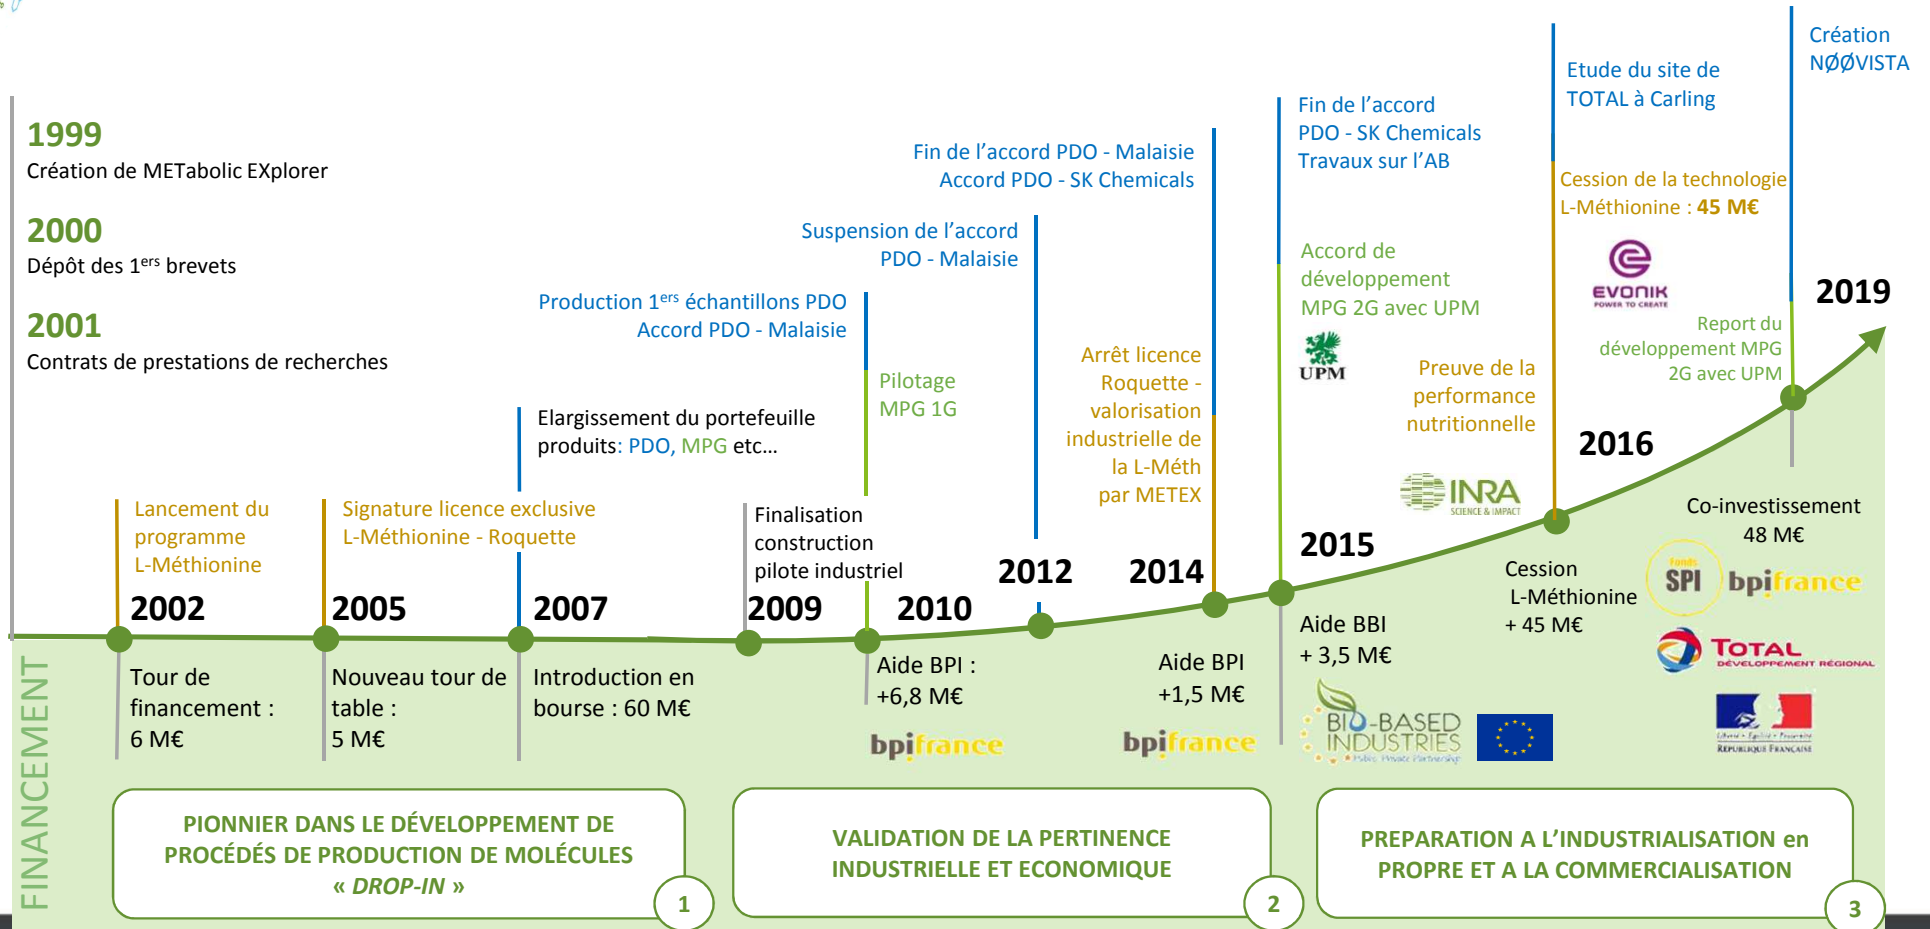 1999
Création de METabolic EXplorer
2000
Dépôt des 1ers brevets
2001
Contrats de prestations de recherches
Lancement du
programme
L-Méthionine
2002
Tour de
financement :
6 M€
Signature licence exclusive
L-Méthionine - Roquette
2005
Nouveau tour de
table :
5 M€
Elargissement du portefeuille
produits: PDO, MPG etc...
2007
Introduction en
bourse : 60 M€
Finalisation
construction
pilote industriel
2009
Production 1ers échantillons PDO
Accord PDO - Malaisie
Pilotage
MPG 1G
2010
Aide BPI :
+6,8 M€
bpifrance
Suspension de l'accord
PDO - Malaisie
2012
Fin de l'accord PDO - Malaisie
Accord PDO - SK Chemicals
Arrêt licence
Roquette -
valorisation
industrielle de
la L-Méth
par METEX
2014
Aide BPI
+1,5 M€
bpifrance
Fin de l'accord
PDO - SK Chemicals
Travaux sur l'AB
Accord de
développement
MPG 2G avec UPM
UPM
2015
Aide BBI
+ 3,5 M€
BIO-BASED
INDUSTRIES
Public Private Partnership
Etude du site de
TOTAL à Carling
Cession de la technologie
L-Méthionine : 45 M€
EVONIK
POWER TO CREATE
Preuve de la
performance
nutritionnelle
INRA
SCIENCE & IMPACT
2016
Cession
L-Méthionine
+ 45 M€
Création
NØØVISTA
2019
Report du
développement MPG
2G avec UPM
Co-investissement
48 M€
Fonds
SPI
bpifrance
TOTAL
DÉVELOPPEMENT RÉGIONAL
Liberté • Égalité • Fraternité
RÉPUBLIQUE FRANÇAISE
FINANCEMENT
PIONNIER DANS LE DÉVELOPPEMENT DE
PROCÉDÉS DE PRODUCTION DE MOLÉCULES
« DROP-IN »
1
VALIDATION DE LA PERTINENCE
INDUSTRIELLE ET ECONOMIQUE
2
PREPARATION A L'INDUSTRIALISATION en
PROPRE ET A LA COMMERCIALISATION
3